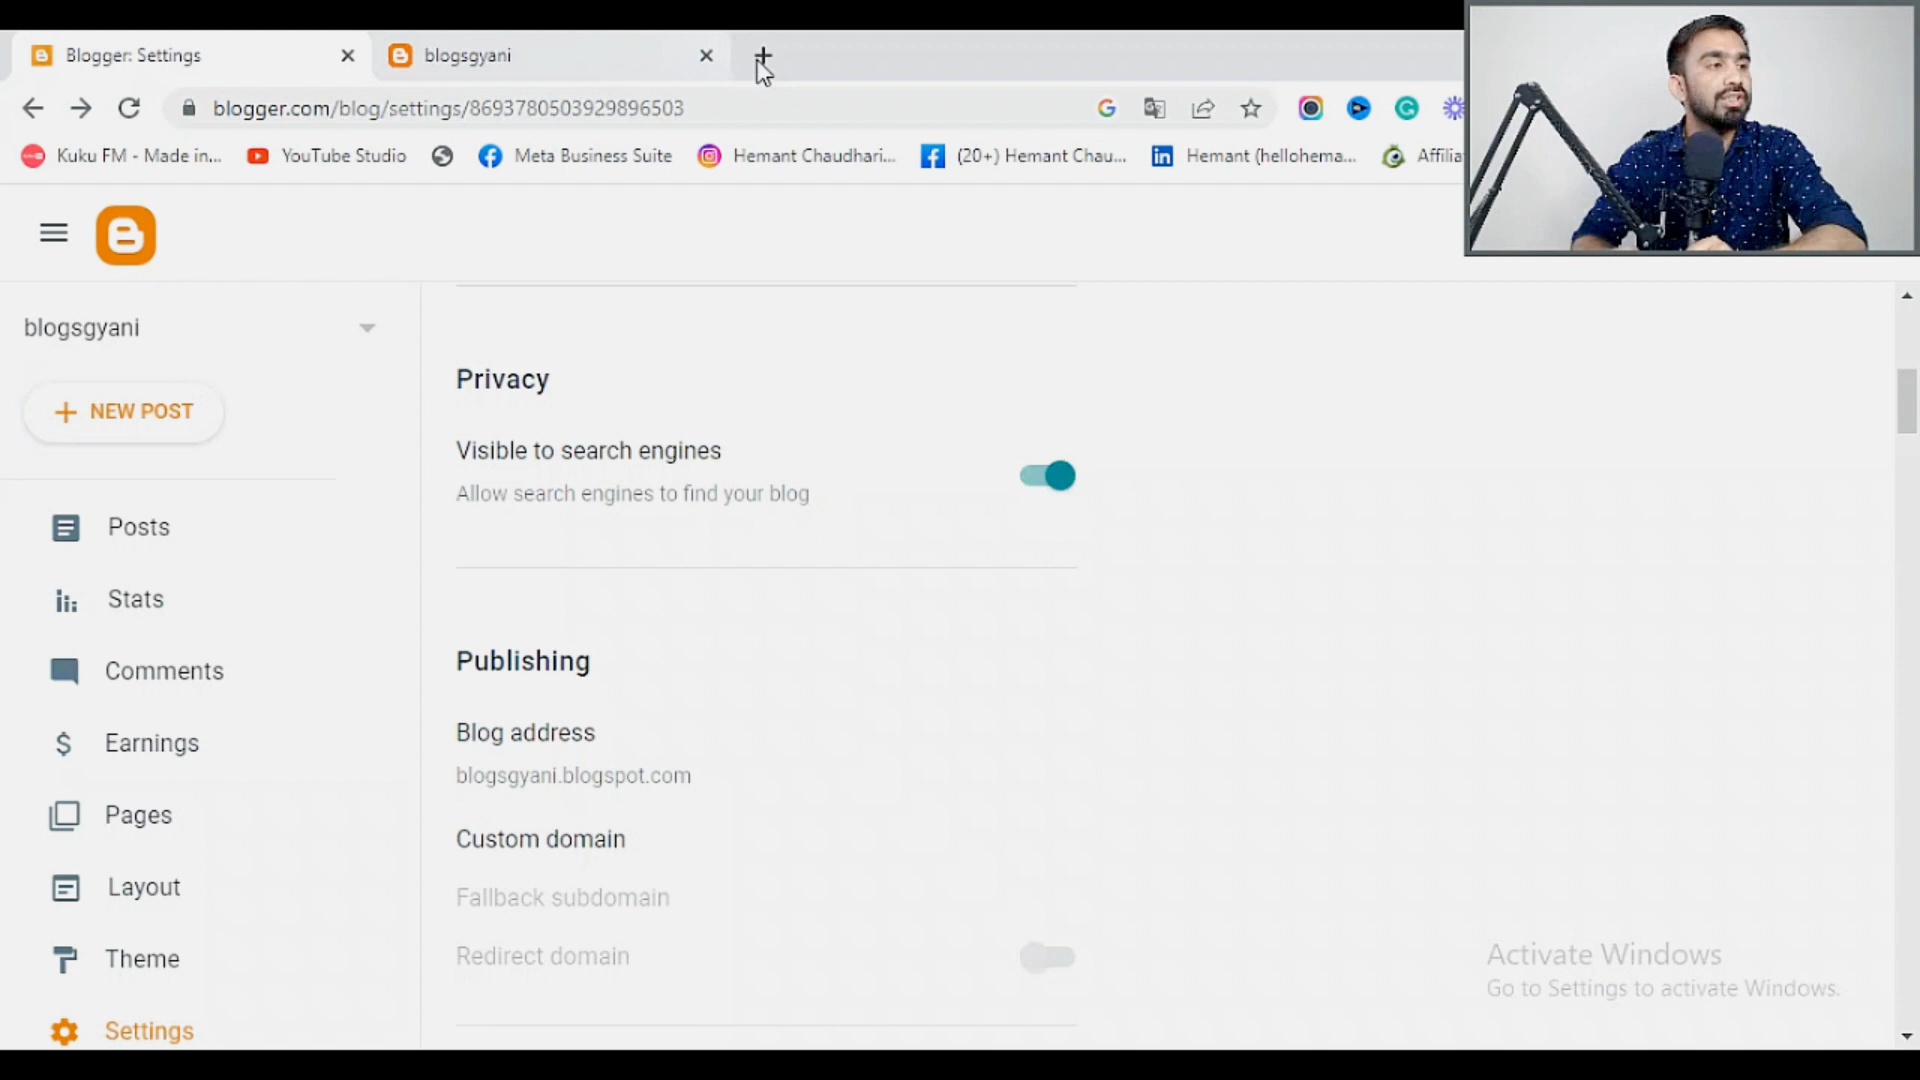 Blogger: Settings
blogsgyani
blogger.com/blog/settings/8693780503929896503
Kuku FM - Made in...
YouTube Studio
Meta Business Suite
Hemant Chaudhari...
(20+) Hemant Chau...
Hemant (hellohema...
Affilia
blogsgyani
NEW POST
Posts
Stats
Comments
Earnings
Pages
Layout
Theme
Settings
Privacy
Visible to search engines
Allow search engines to find your blog
Publishing
Blog address
blogsgyani.blogspot.com
Custom domain
Fallback subdomain
Redirect domain
Activate Windows
Go to Settings to activate Windows.